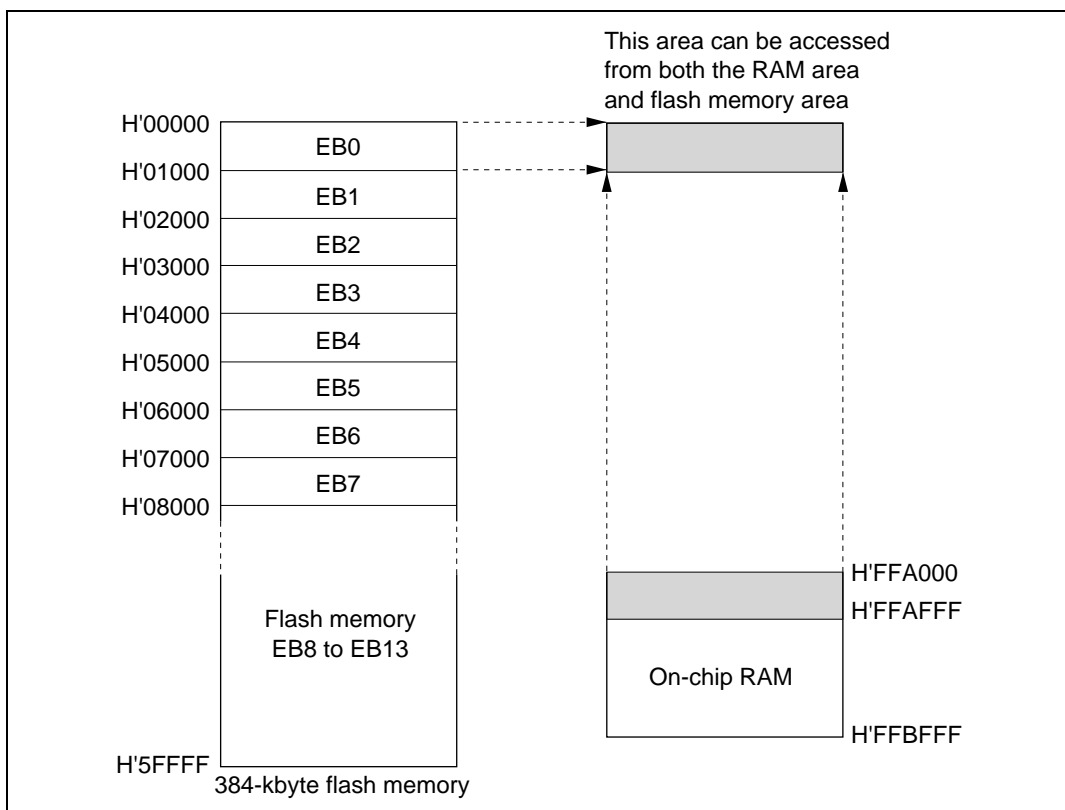 This area can be accessed
from both the RAM area
and flash memory area
H'00000
EB0
H'01000
EB1
H'02000
EB2
H'03000
EB3
H'04000
EB4
H'05000
EB5
H'06000
EB6
H'07000
EB7
H'08000
H'FFA000
H'FFAFFF
Flash memory
EB8 to EB13
On-chip RAM
H'FFBFFF
H'5FFFF
384-kbyte flash memory